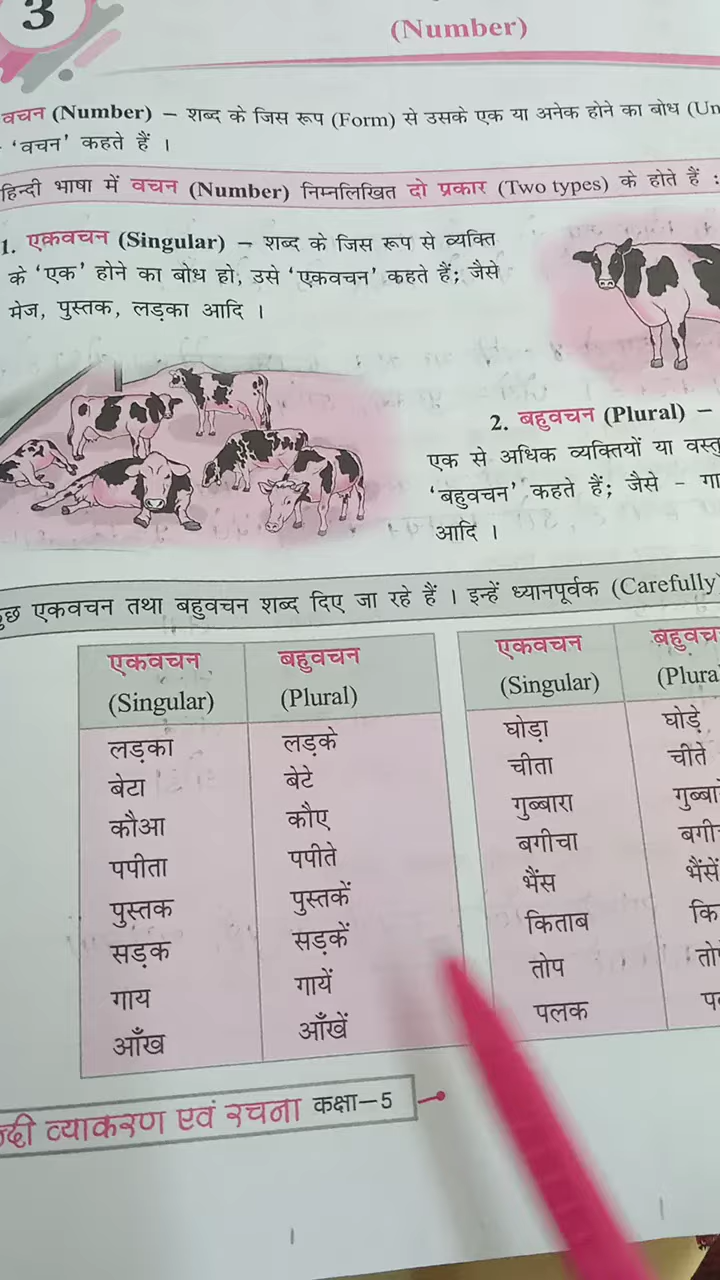 3
(Number)
वचन (Number) – शब्द के जिस रूप (Form) से उसके एक या अनेक होने का बोध
'वचन' कहते हैं ।
हिन्दी भाषा में वचन (Number) निम्नलिखित दो प्रकार (Two types) के होते हैं :
1. एकवचन (Singular) – शब्द के जिस रूप से व्यक्ति
के 'एक' होने का बोध हो, उसे 'एकवचन' कहते हैं; जैसे
मेज, पुस्तक, लड़का आदि ।
2. बहुवचन (Plural) –
एक से अधिक व्यक्तियों या
'बहुवचन' कहते हैं; जैसे –
आदि ।
एकवचन तथा बहुवचन शब्द दिए जा रहे हैं । इन्हें ध्यानपूर्वक (Carefully)
एकवचन बहुवचन
(Singular) (Plural)
लड़का लड़के
बेटा बेटे
कौआ कौए
पपीता पपीते
पुस्तक पुस्तकें
सड़क सड़कें
गाय गायें
आँख आँखें
एकवचन
(Singular)
घोड़ा घोड़े
चीता चीते
गुब्बारा
बगीचा
भैंस भैंसें
किताब
तोप
पलक
व्याकरण एवं रचना कक्षा–5